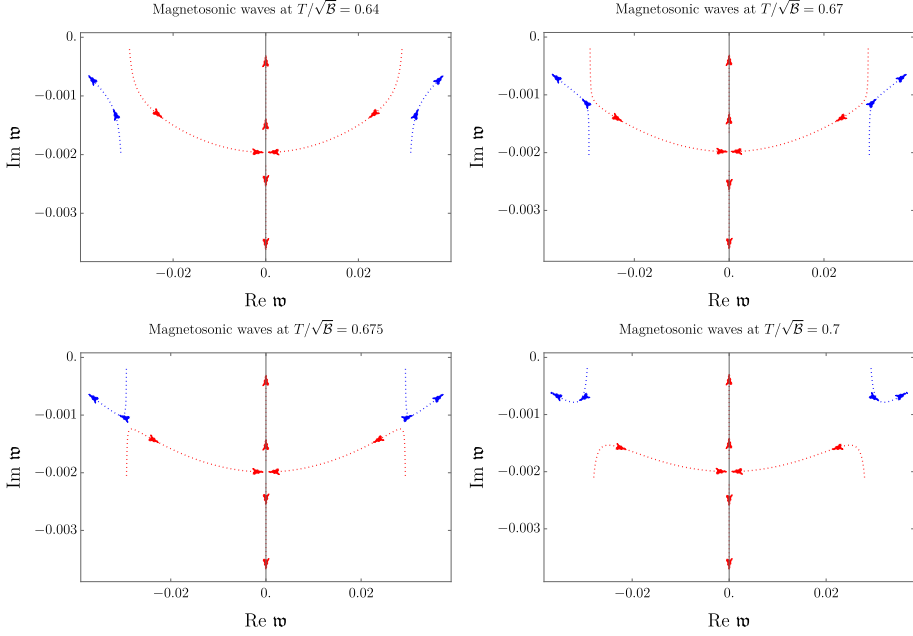 Magnetosonic waves at T/√𝓑 = 0.64
0.
−0.001
−0.002
−0.003
Im 𝔴
−0.02
0.
0.02
Re 𝔴
Magnetosonic waves at T/√𝓑 = 0.67
0.
−0.001
−0.002
−0.003
Im 𝔴
−0.02
0.
0.02
Re 𝔴
Magnetosonic waves at T/√𝓑 = 0.675
0.
−0.001
−0.002
−0.003
Im 𝔴
−0.02
0.
0.02
Re 𝔴
Magnetosonic waves at T/√𝓑 = 0.7
0.
−0.001
−0.002
−0.003
Im 𝔴
−0.02
0.
0.02
Re 𝔴